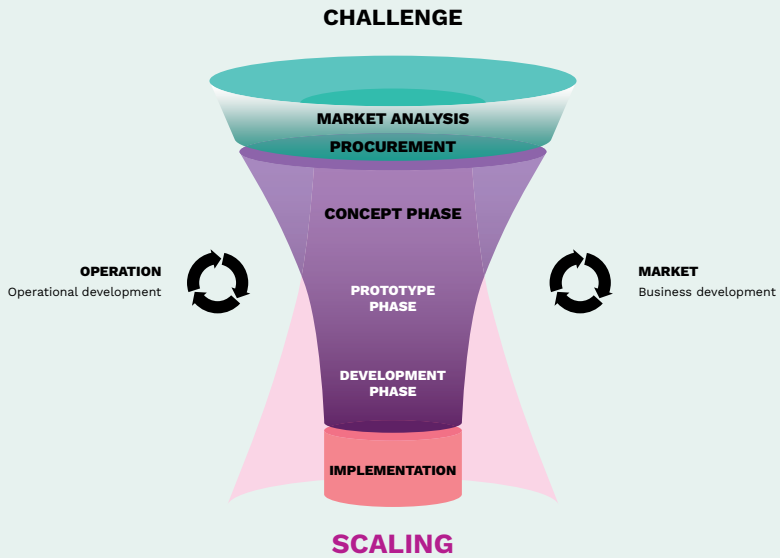 CHALLENGE
MARKET ANALYSIS
PROCUREMENT
CONCEPT PHASE
OPERATION
Operational development
MARKET
Business development
PROTOTYPE
PHASE
DEVELOPMENT
PHASE
IMPLEMENTATION
SCALING